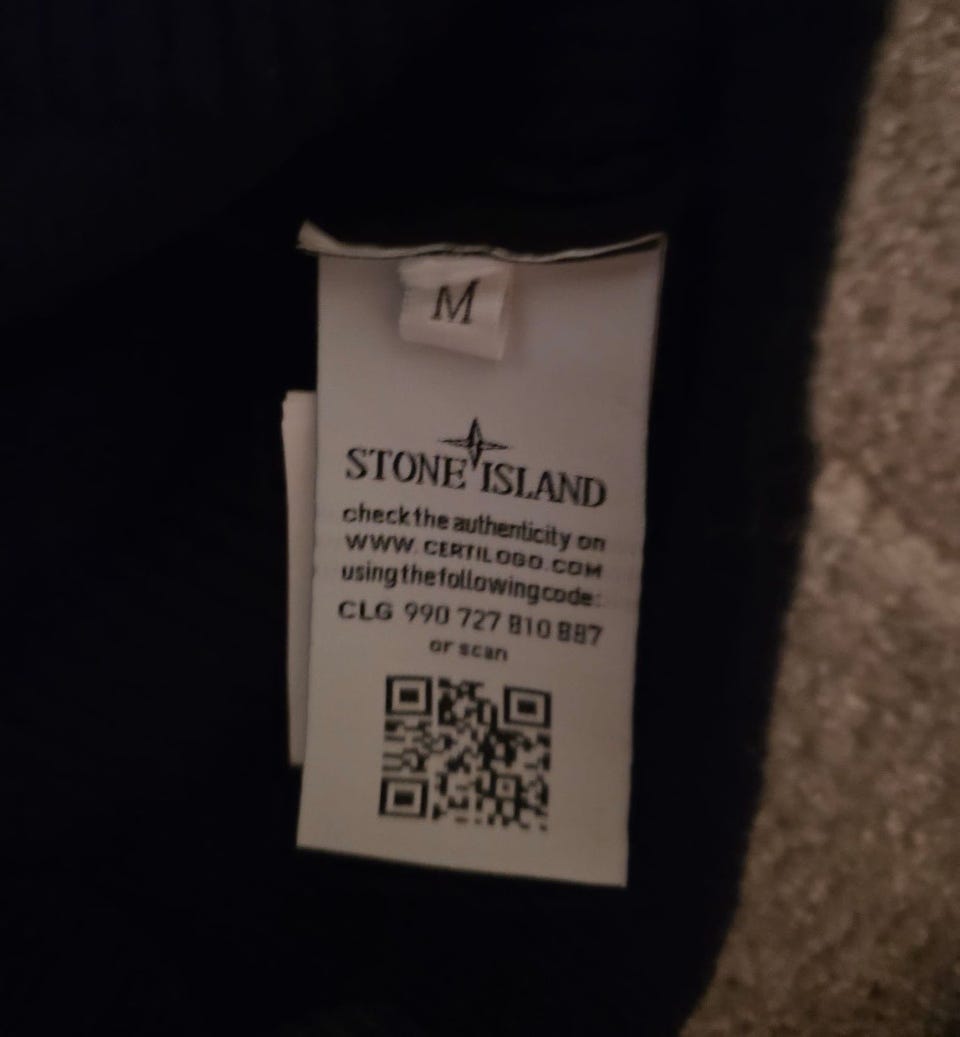 M
STONE ISLAND
check the authenticity on
WWW.CERTILOGO.COM
using the following code:
CLG 990 727 810 887
or scan